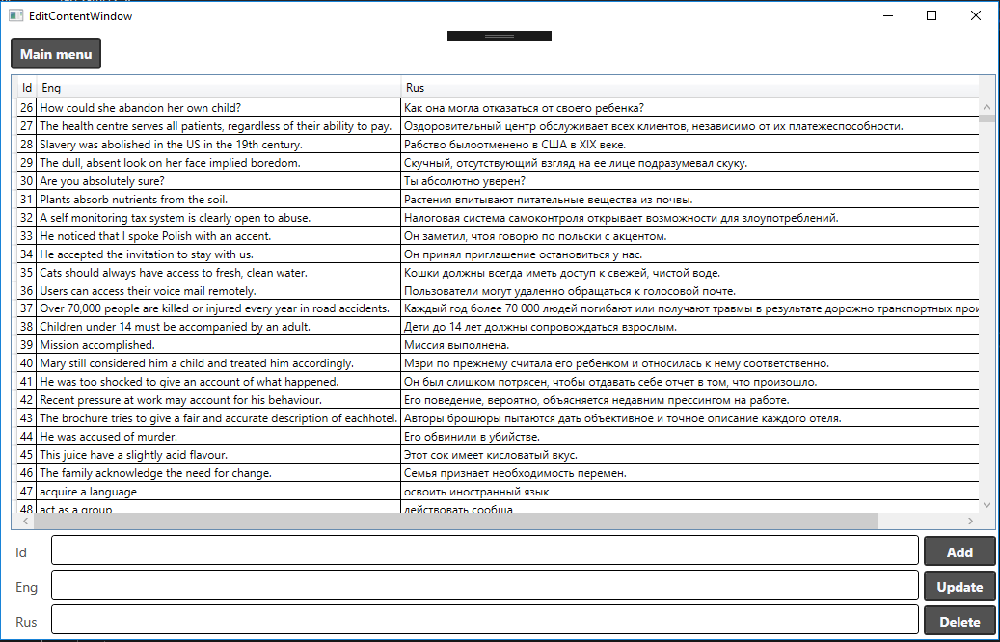 EditContentWindow
Main menu
Id Eng Rus
26 How could she abandon her own child? Как она могла отказаться от своего ребенка?
27 The health centre serves all patients, regardless of their ability to pay. Оздоровительный центр обслуживает всех клиентов, независимо от их платежеспособности.
28 Slavery was abolished in the US in the 19th century. Рабство былоотменено в США в XIX веке.
29 The dull, absent look on her face implied boredom. Скучный, отсутствующий взгляд на ее лице подразумевал скуку.
30 Are you absolutely sure? Ты абсолютно уверен?
31 Plants absorb nutrients from the soil. Растения впитывают питательные вещества из почвы.
32 A self monitoring tax system is clearly open to abuse. Налоговая система самоконтроля открывает возможности для злоупотреблений.
33 He noticed that I spoke Polish with an accent. Он заметил, чтоя говорю по польски с акцентом.
34 He accepted the invitation to stay with us. Он принял приглашение остановиться у нас.
35 Cats should always have access to fresh, clean water. Кошки должны всегда иметь доступ к свежей, чистой воде.
36 Users can access their voice mail remotely. Пользователи могут удаленно обращаться к голосовой почте.
37 Over 70,000 people are killed or injured every year in road accidents. Каждый год более 70 000 людей погибают или получают травмы в результате дорожно транспортных прои
38 Children under 14 must be accompanied by an adult. Дети до 14 лет должны сопровождаться взрослым.
39 Mission accomplished. Миссия выполнена.
40 Mary still considered him a child and treated him accordingly. Мэри по прежнему считала его ребенком и относилась к нему соответственно.
41 He was too shocked to give an account of what happened. Он был слишком потрясен, чтобы отдавать себе отчет в том, что произошло.
42 Recent pressure at work may account for his behaviour. Его поведение, вероятно, объясняется недавним прессингом на работе.
43 The brochure tries to give a fair and accurate description of eachhotel. Авторы брошюры пытаются дать объективное и точное описание каждого отеля.
44 He was accused of murder. Его обвинили в убийстве.
45 This juice have a slightly acid flavour. Этот сок имеет кисловатый вкус.
46 The family acknowledge the need for change. Семья признает необходимость перемен.
47 acquire a language освоить иностранный язык
48 act as a group действовать сообща
Id Add
Eng Update
Rus Delete